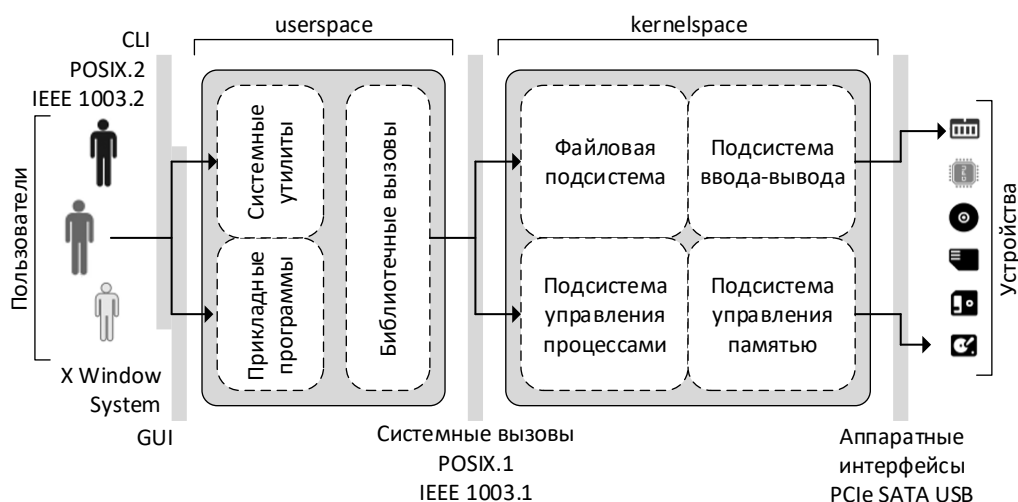 userspace
kernelspace
CLI
POSIX.2
IEEE 1003.2
Пользователи
X Window
System
GUI
Системные
утилиты
Прикладные
программы
Библиотечные вызовы
Системные вызовы
POSIX.1
IEEE 1003.1
Файловая
подсистема
Подсистема
ввода-вывода
Подсистема
управления
процессами
Подсистема
управления
памятью
Устройства
Аппаратные
интерфейсы
PCIe SATA USB